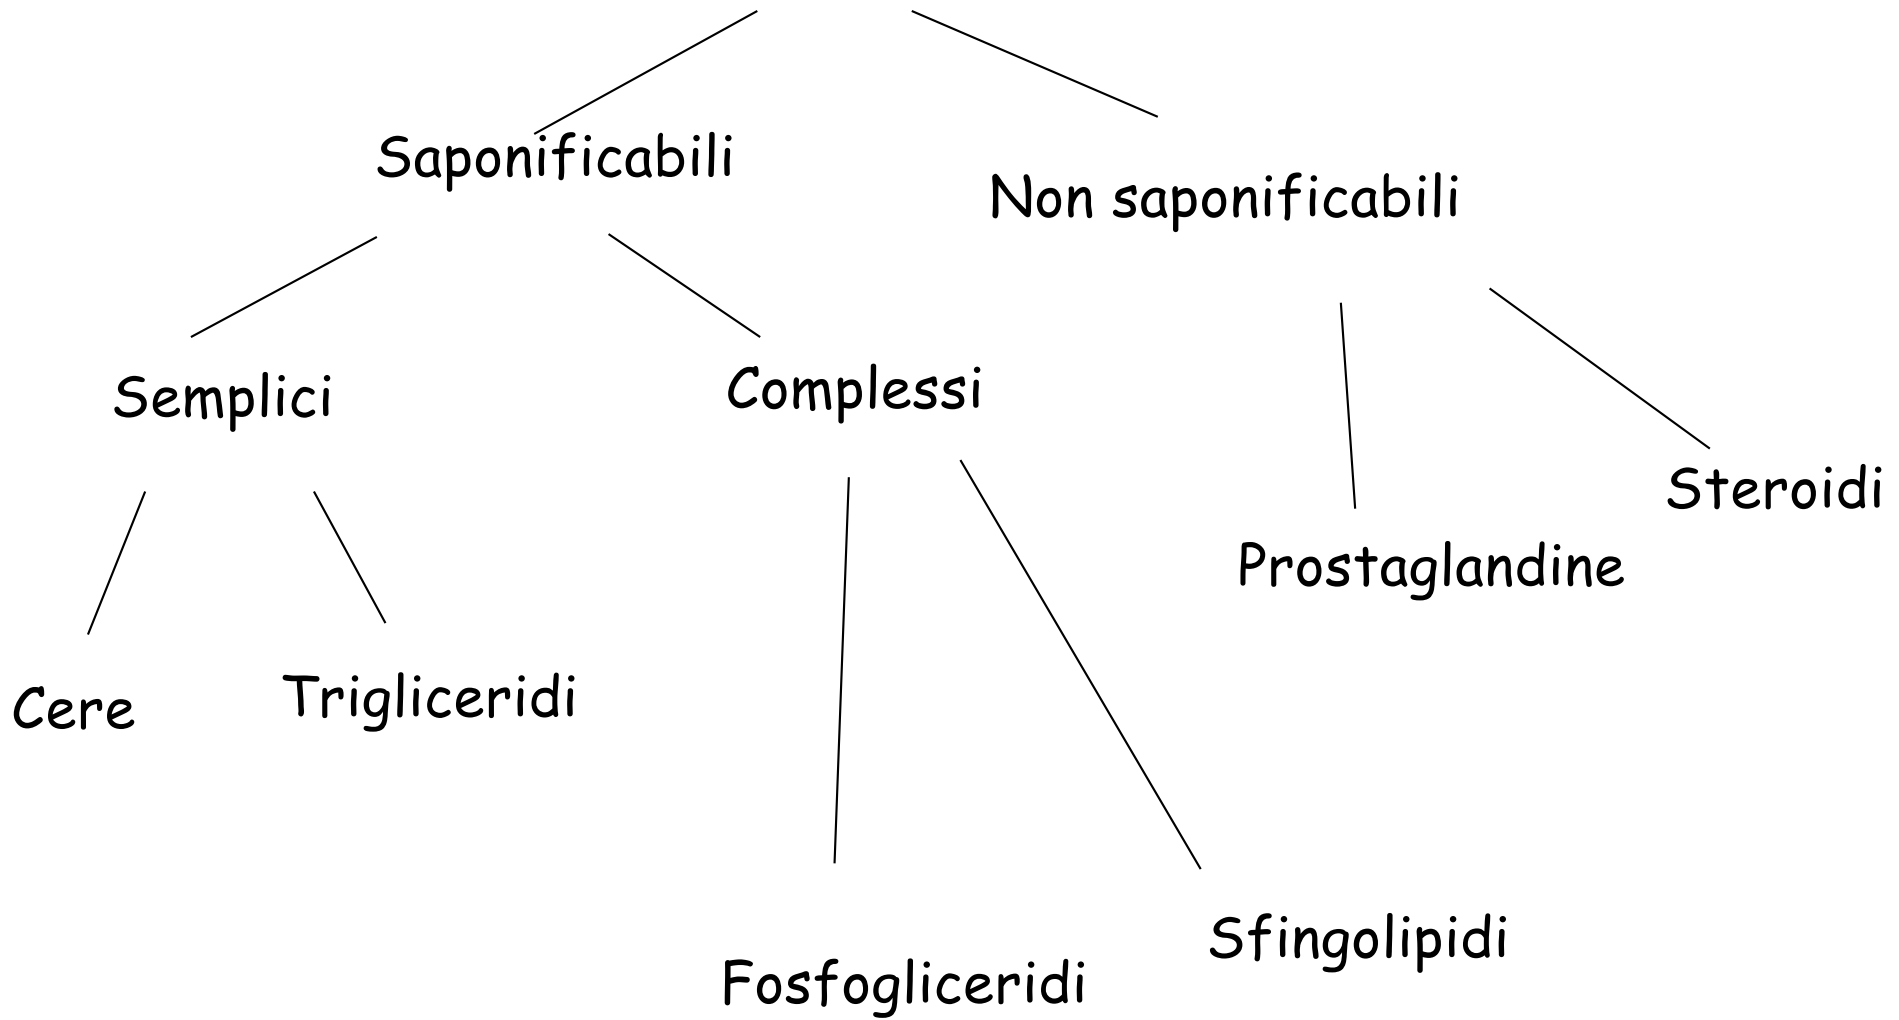 Saponificabili
Non saponificabili
Semplici
Complessi
Steroidi
Prostaglandine
Cere
Trigliceridi
Sfingolipidi
Fosfogliceridi